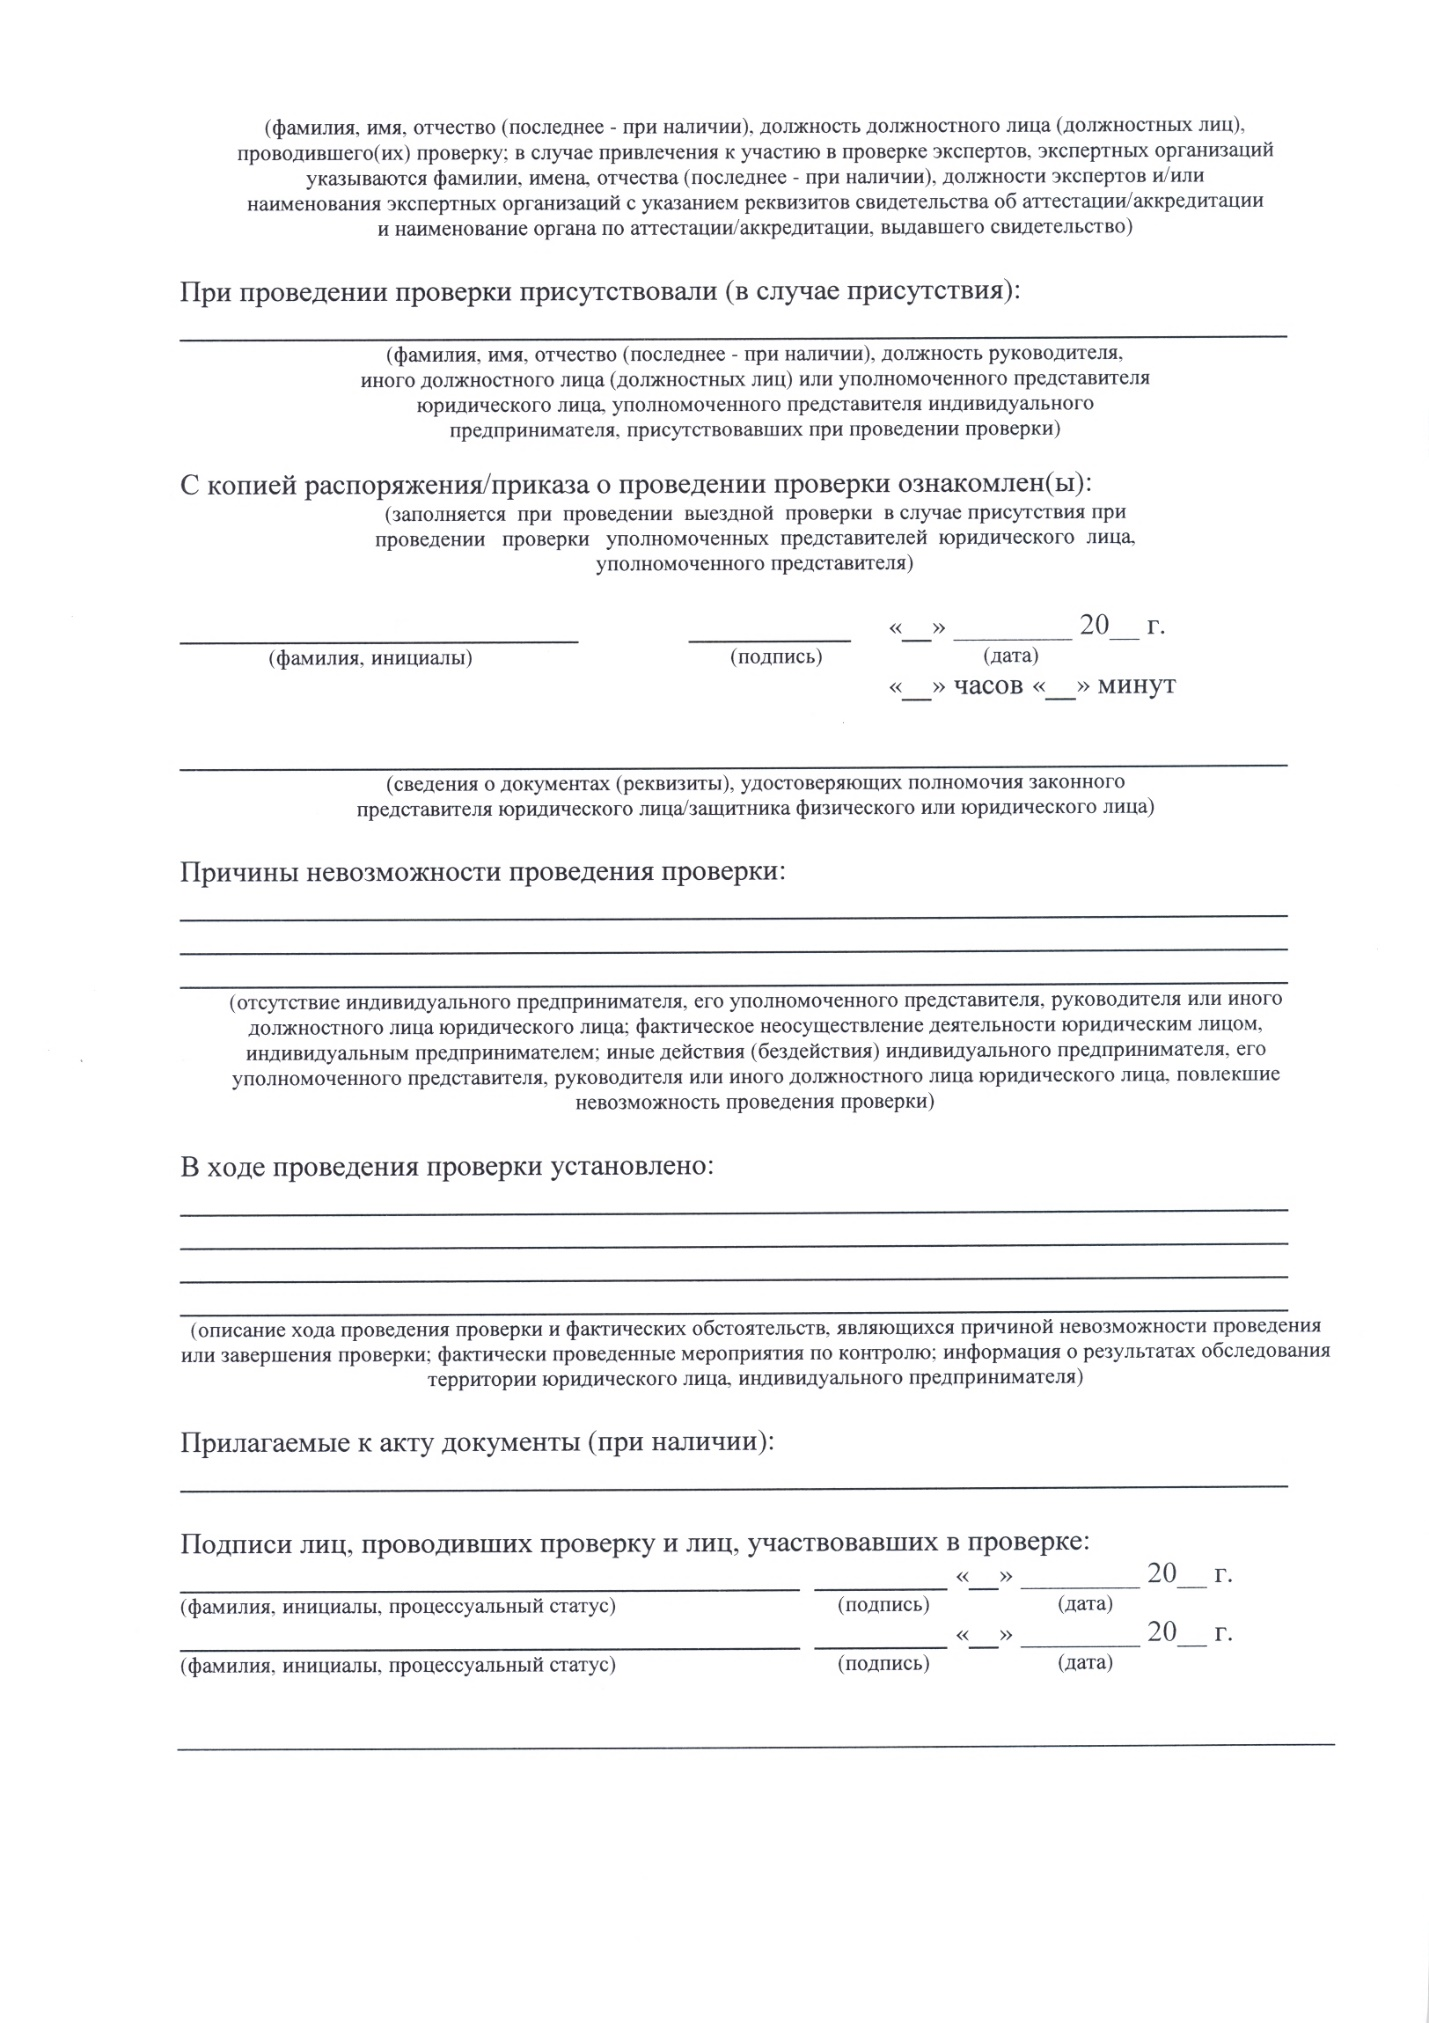 (фамилия, имя, отчество (последнее - при наличии), должность должностного лица (должностных лиц),
проводившего(их) проверку; в случае привлечения к участию в проверке экспертов, экспертных организаций
указываются фамилии, имена, отчества (последнее - при наличии), должности экспертов и/или
наименования экспертных организаций с указанием реквизитов свидетельства об аттестации/аккредитации
и наименование органа по аттестации/аккредитации, выдавшего свидетельство)
При проведении проверки присутствовали (в случае присутствия):
(фамилия, имя, отчество (последнее - при наличии), должность руководителя,
иного должностного лица (должностных лиц) или уполномоченного представителя
юридического лица, уполномоченного представителя индивидуального
предпринимателя, присутствовавших при проведении проверки)
С копией распоряжения/приказа о проведении проверки ознакомлен(ы):
(заполняется при проведении выездной проверки в случае присутствия при
проведении проверки уполномоченных представителей юридического лица,
уполномоченного представителя)
«__» ________ 20__ г.
(фамилия, инициалы) (подпись) (дата)
«__» часов «__» минут
(сведения о документах (реквизиты), удостоверяющих полномочия законного
представителя юридического лица/защитника физического или юридического лица)
Причины невозможности проведения проверки:
(отсутствие индивидуального предпринимателя, его уполномоченного представителя, руководителя или иного
должностного лица юридического лица; фактическое неосуществление деятельности юридическим лицом,
индивидуальным предпринимателем; иные действия (бездействия) индивидуального предпринимателя, его
уполномоченного представителя, руководителя или иного должностного лица юридического лица, повлекшие
невозможность проведения проверки)
В ходе проведения проверки установлено:
(описание хода проведения проверки и фактических обстоятельств, являющихся причиной невозможности проведения
или завершения проверки; фактически проведенные мероприятия по контролю; информация о результатах обследования
территории юридического лица, индивидуального предпринимателя)
Прилагаемые к акту документы (при наличии):
Подписи лиц, проводивших проверку и лиц, участвовавших в проверке:
«__» ________ 20__ г.
(фамилия, инициалы, процессуальный статус) (подпись) (дата)
«__» ________ 20__ г.
(фамилия, инициалы, процессуальный статус) (подпись) (дата)